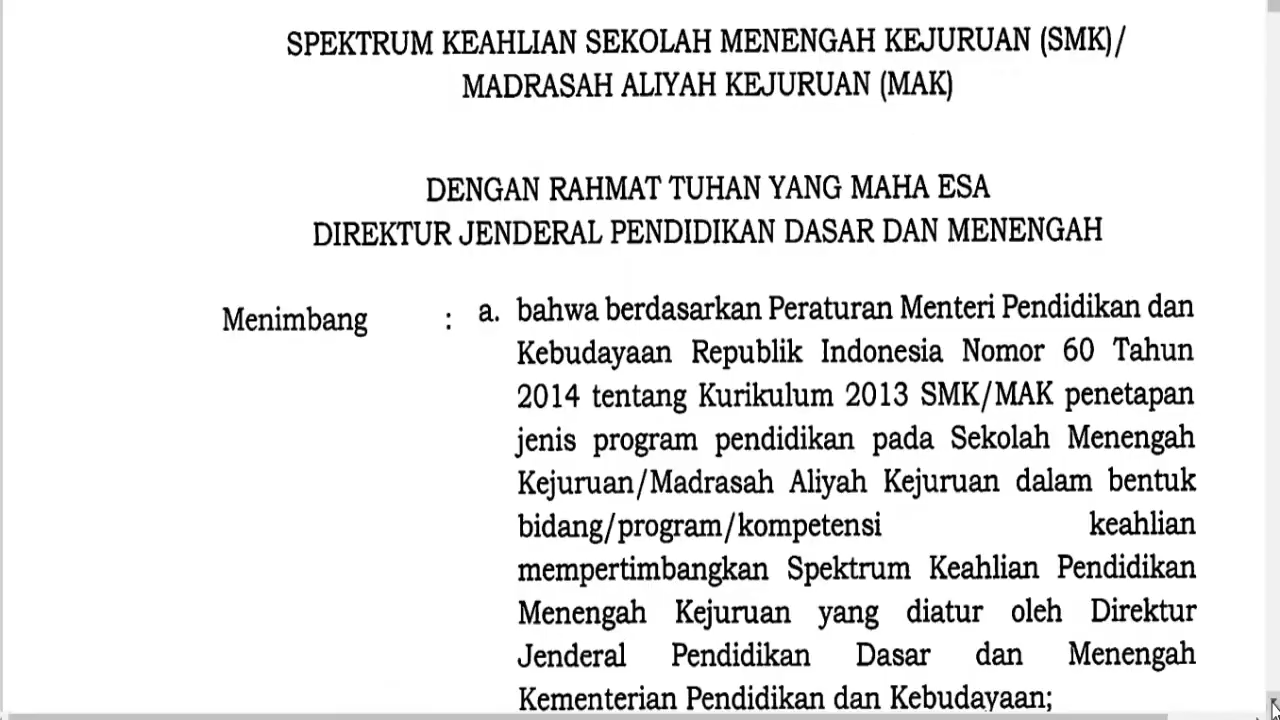 SPEKTRUM KEAHLIAN SEKOLAH MENENGAH KEJURUAN (SMK)/
MADRASAH ALIYAH KEJURUAN (MAK)
DENGAN RAHMAT TUHAN YANG MAHA ESA
DIREKTUR JENDERAL PENDIDIKAN DASAR DAN MENENGAH
Menimbang : a. bahwa berdasarkan Peraturan Menteri Pendidikan dan
Kebudayaan Republik Indonesia Nomor 60 Tahun
2014 tentang Kurikulum 2013 SMK/MAK penetapan
jenis program pendidikan pada Sekolah Menengah
Kejuruan/Madrasah Aliyah Kejuruan dalam bentuk
bidang/program/kompetensi keahlian
mempertimbangkan Spektrum Keahlian Pendidikan
Menengah Kejuruan yang diatur oleh Direktur
Jenderal Pendidikan Dasar dan Menengah
Kementerian Pendidikan dan Kebudayaan;